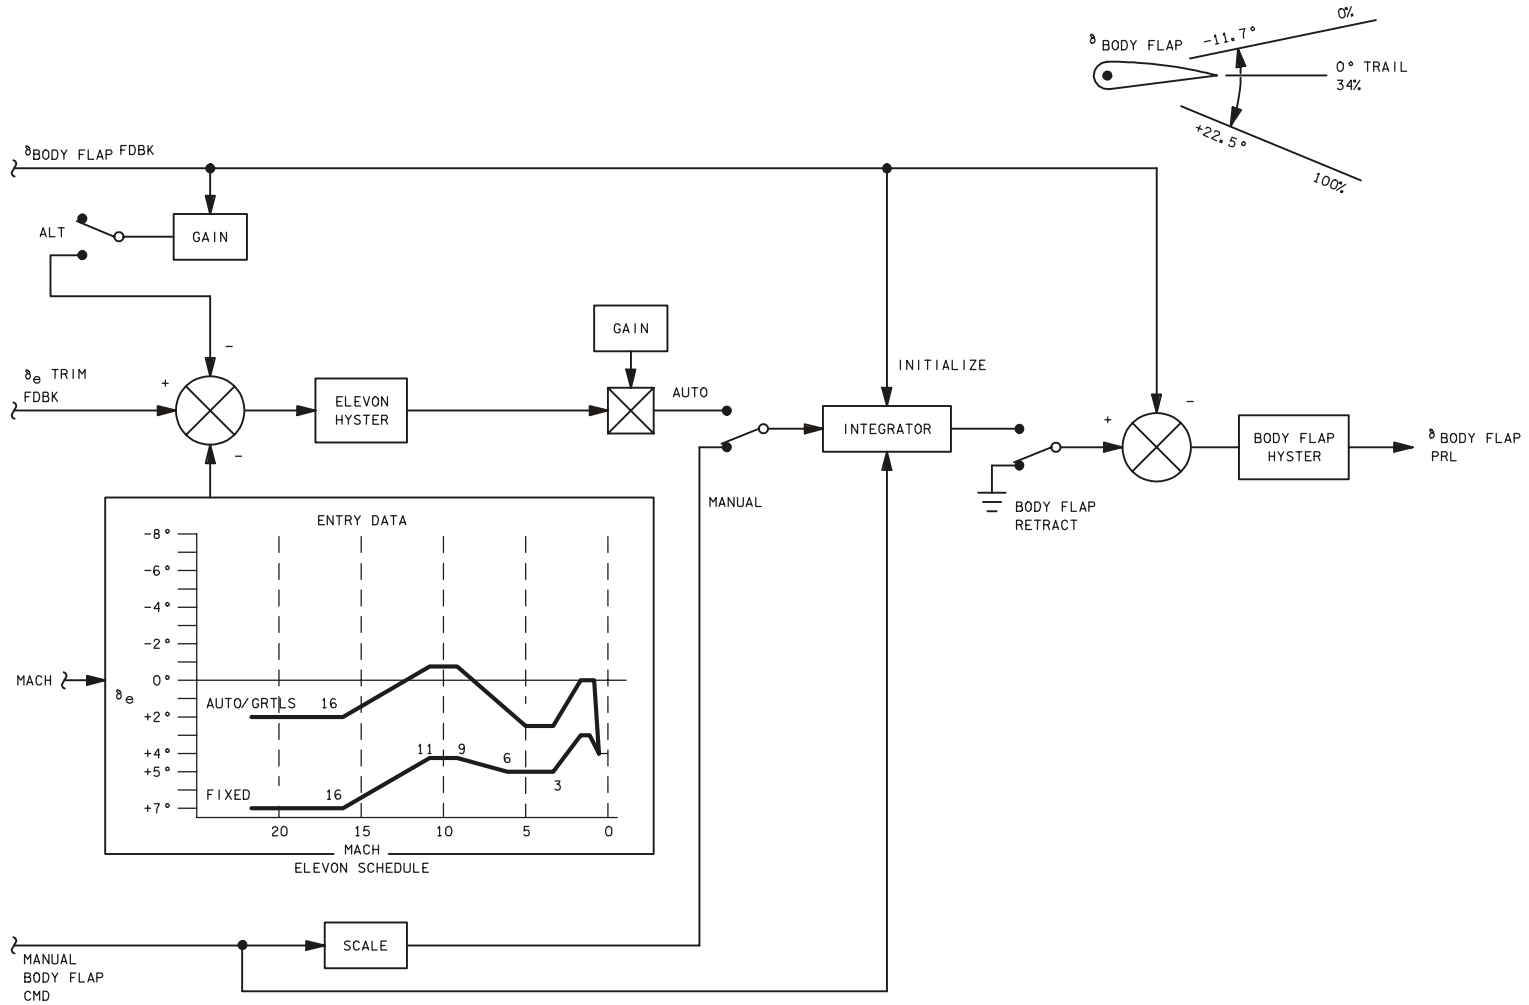 0%
δ BODY FLAP
-11.7°
0° TRAIL
34%
+22.5°
100%
δBODY FLAP FDBK
ALT
GAIN
GAIN
-
δe TRIM
FDBK
+
ELEVON
HYSTER
AUTO
INITIALIZE
INTEGRATOR
-
+
BODY FLAP
HYSTER
δ BODY FLAP
PRL
-
MANUAL
BODY FLAP
RETRACT
ENTRY DATA
-8°
-6°
-4°
-2°
0°
+2°
+4°
+5°
+7°
MACH
δe
AUTO/GRTLS
16
11
9
6
3
FIXED
16
20
15
10
5
0
MACH
ELEVON SCHEDULE
SCALE
MANUAL
BODY FLAP
CMD